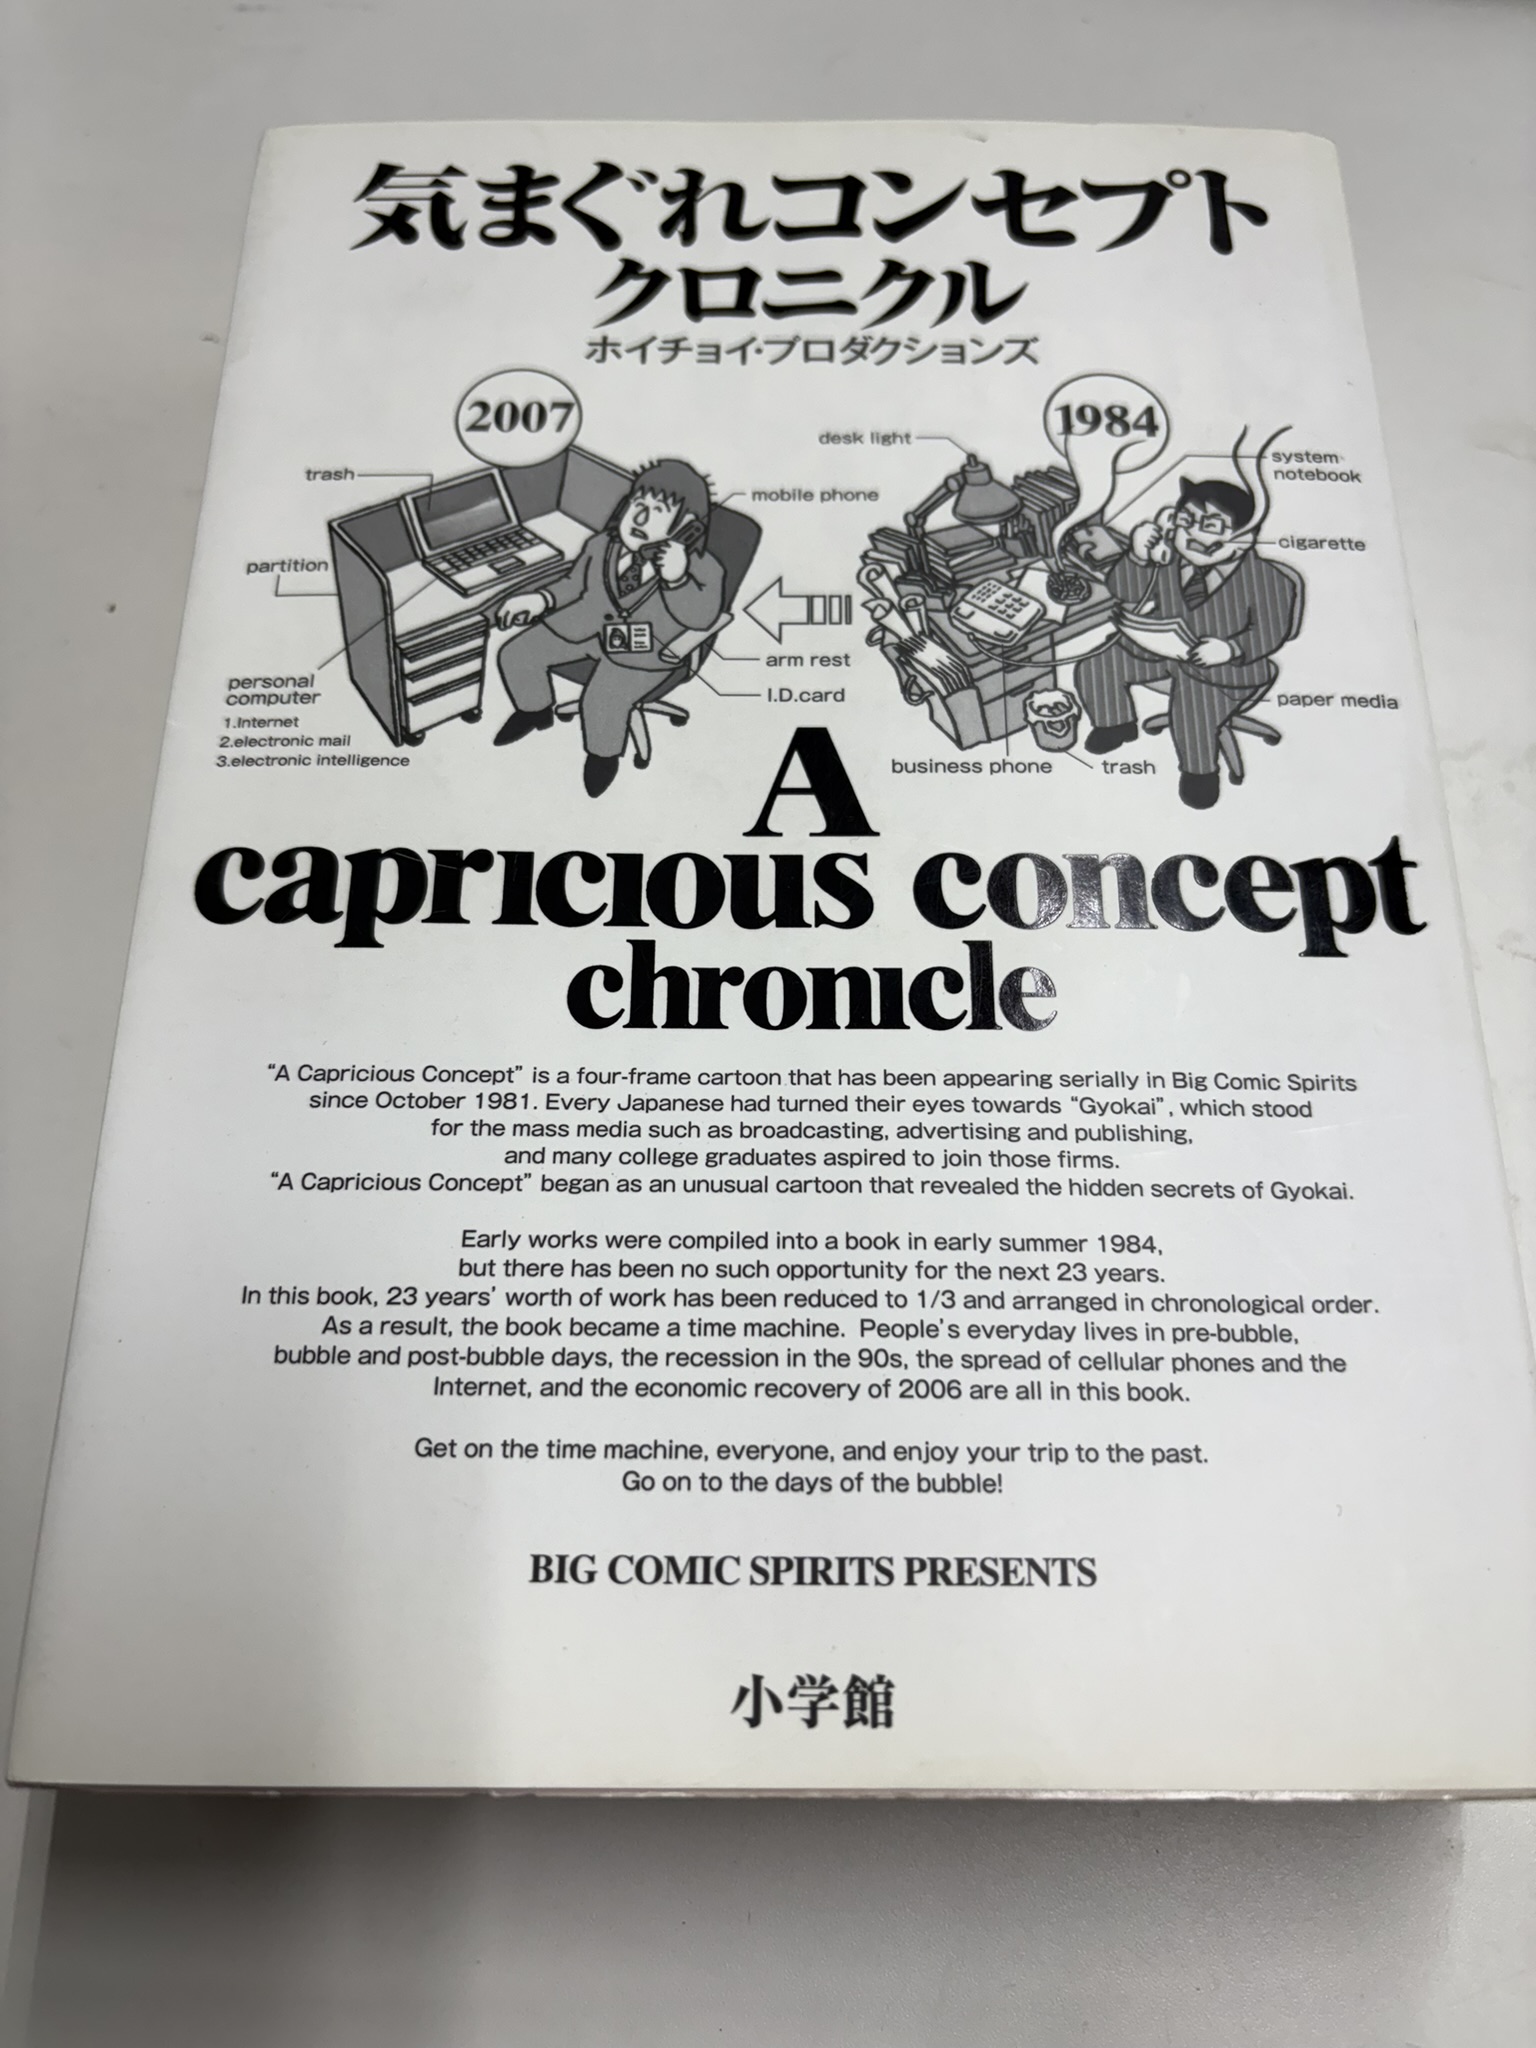 気まぐれコンセプト
クロニクル
ホイチョイ・プロダクションズ
2007
1984
desk light
system
notebook
trash
mobile phone
cigarette
partition
arm rest
personal
computer
I.D.card
paper media
1.Internet
2.electronic mail
3.electronic intelligence
business phone
trash
A
capricious concept
chronicle
“A Capricious Concept” is a four-frame cartoon that has been appearing serially in Big Comic Spirits
since October 1981. Every Japanese had turned their eyes towards “Gyokai”, which stood
for the mass media such as broadcasting, advertising and publishing,
and many college graduates aspired to join those firms.
“A Capricious Concept” began as an unusual cartoon that revealed the hidden secrets of Gyokai.
Early works were compiled into a book in early summer 1984,
but there has been no such opportunity for the next 23 years.
In this book, 23 years’ worth of work has been reduced to 1/3 and arranged in chronological order.
As a result, the book became a time machine. People’s everyday lives in pre-bubble,
bubble and post-bubble days, the recession in the 90s, the spread of cellular phones and the
Internet, and the economic recovery of 2006 are all in this book.
Get on the time machine, everyone, and enjoy your trip to the past.
Go on to the days of the bubble!
BIG COMIC SPIRITS PRESENTS
小学館